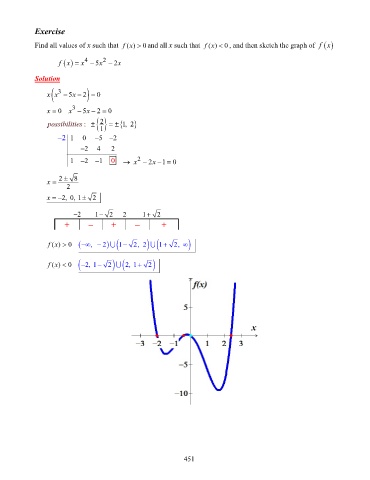 Exercise
Find all values of x such that f(x) > 0 and all x such that f(x) < 0, and then sketch the graph of f(x)
f(x) = x⁴ − 5x² − 2x
Solution
x(x³ − 5x − 2) = 0
x = 0 x³ − 5x − 2 = 0
possibilities: ±{2/1} = ±{1, 2}
−2 | 1 0 −5 −2
−2 4 2
1 −2 −1 0 → x² − 2x − 1 = 0
x = (2 ± 8)/2
x = −2, 0, 1 ± 2
−2 1 − 2 2 1 + 2
+ − + − +
f(x) > 0 (−∞, −2) ∪ (1 − 2, 2) ∪ (1 + 2, ∞)
f(x) < 0 (−2, 1 − 2) ∪ (2, 1 + 2)
f(x)
5
x
−3 −2 −1 1 2 3
−5
−10
451